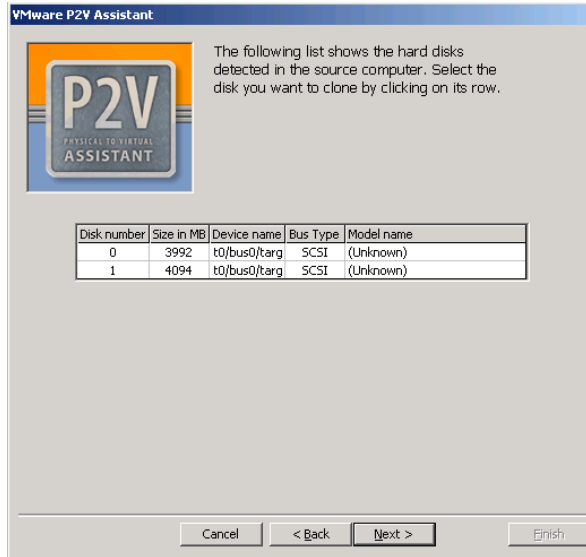 VMware P2V Assistant
The following list shows the hard disks
detected in the source computer. Select the
disk you want to clone by clicking on its row.
P2V
PHYSICAL TO VIRTUAL
ASSISTANT
Disk number Size in MB Device name Bus Type Model name
0 3992 t0/bus0/targ SCSI (Unknown)
1 4094 t0/bus0/targ SCSI (Unknown)
Cancel < Back Next > Finish